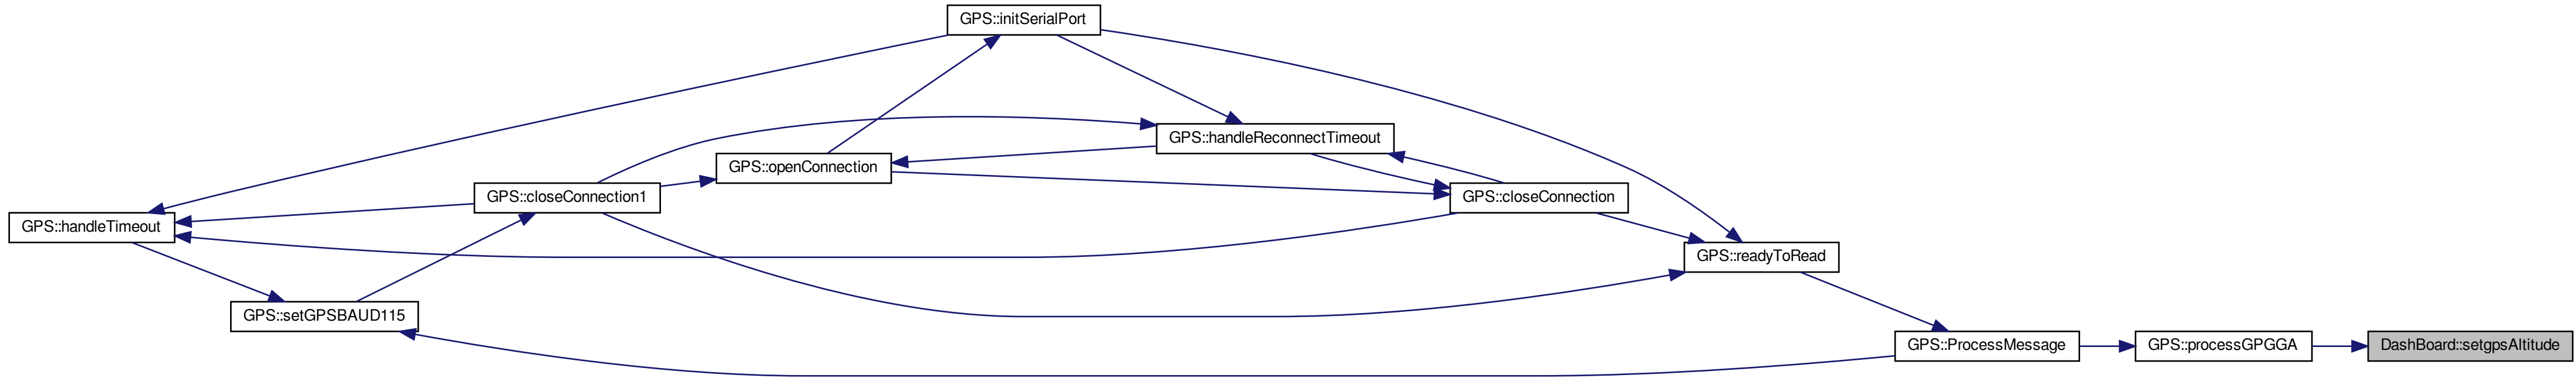 GPS::initSerialPort
GPS::handleReconnectTimeout
GPS::openConnection
GPS::closeConnection1
GPS::closeConnection
GPS::handleTimeout
GPS::readyToRead
GPS::setGPSBAUD115
GPS::ProcessMessage
GPS::processGPGGA
DashBoard::setgpsAltitude